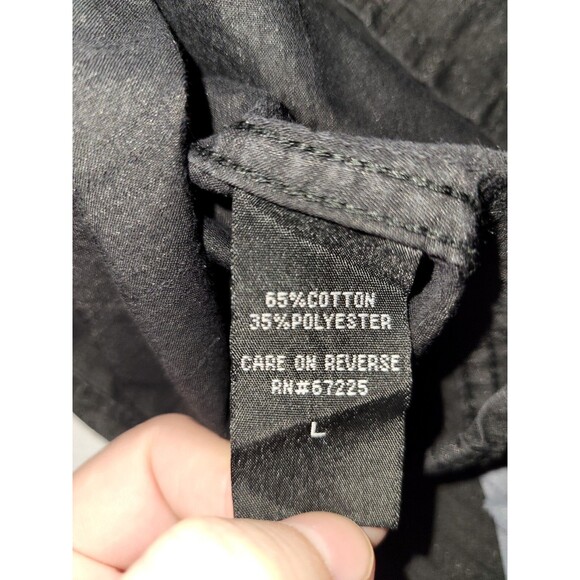 65%COTTON
35%POLYESTER
CARE ON REVERSE
RN#67225
L